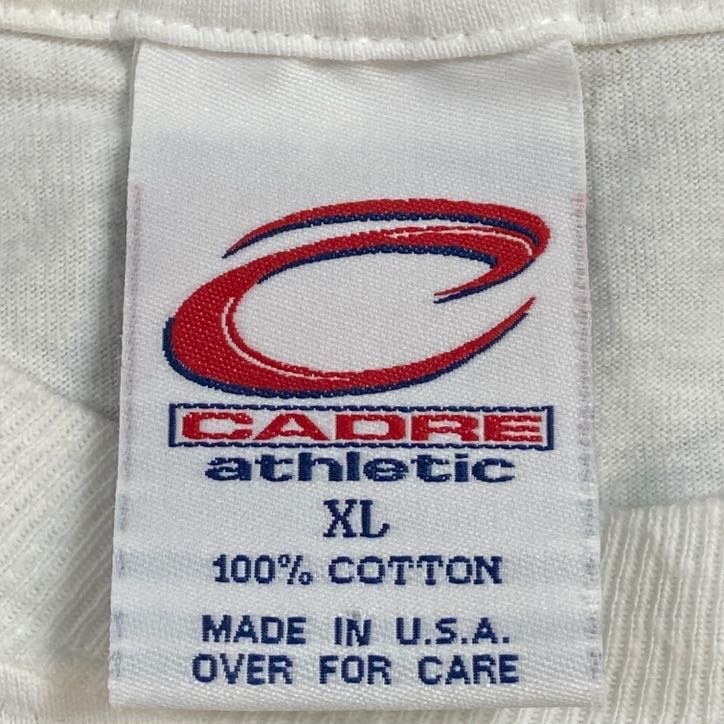 CADRE
athletic
XL
100% COTTON
MADE IN U.S.A.
OVER FOR CARE